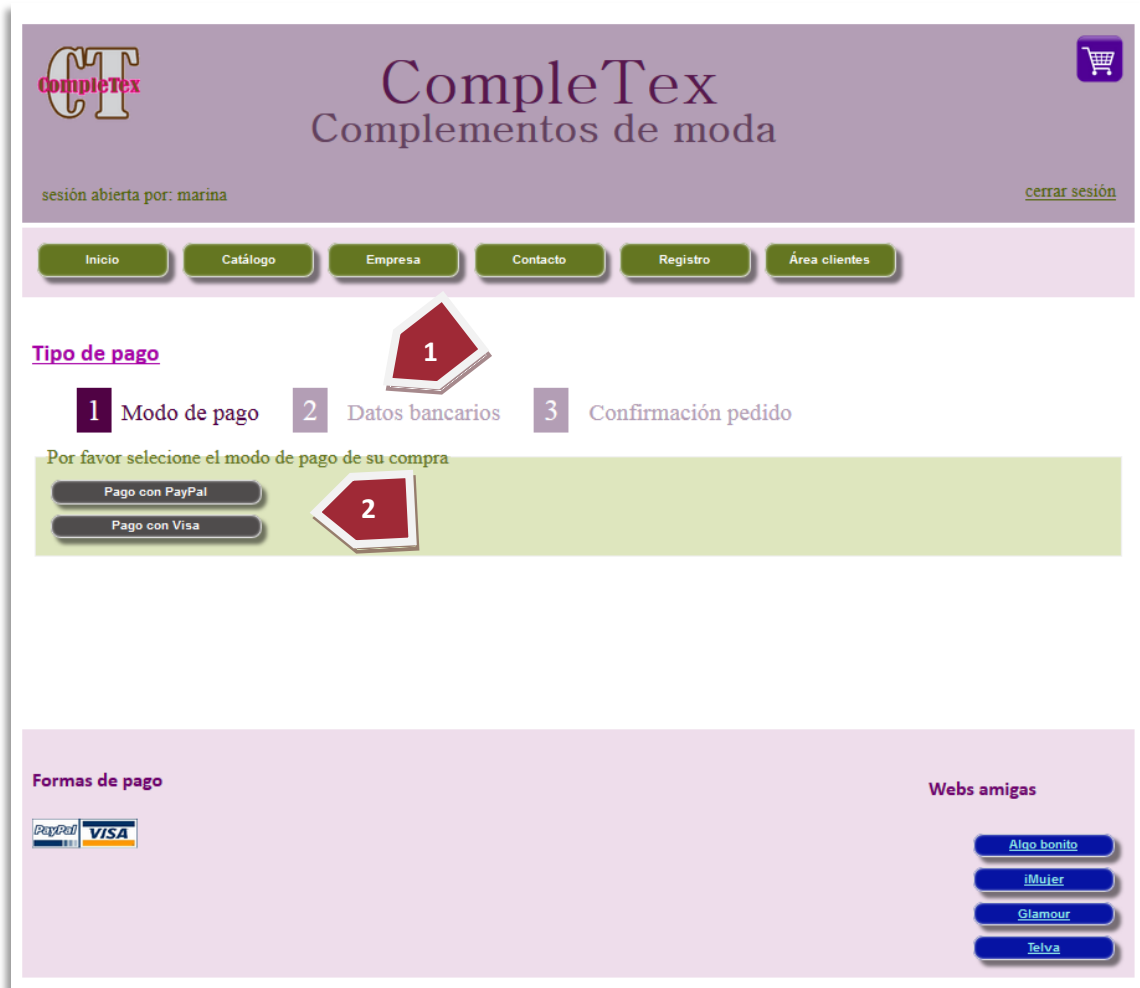 CT
CompleTex
CompleTex
Complementos de moda
sesión abierta por: marina
cerrar sesión
Inicio Catálogo Empresa Contacto Registro Área clientes
1
Tipo de pago
1 Modo de pago 2 Datos bancarios 3 Confirmación pedido
Por favor selecione el modo de pago de su compra
Pago con PayPal
2
Pago con Visa
Formas de pago
Webs amigas
PayPal VISA
Algo bonito
iMujer
Glamour
Telva